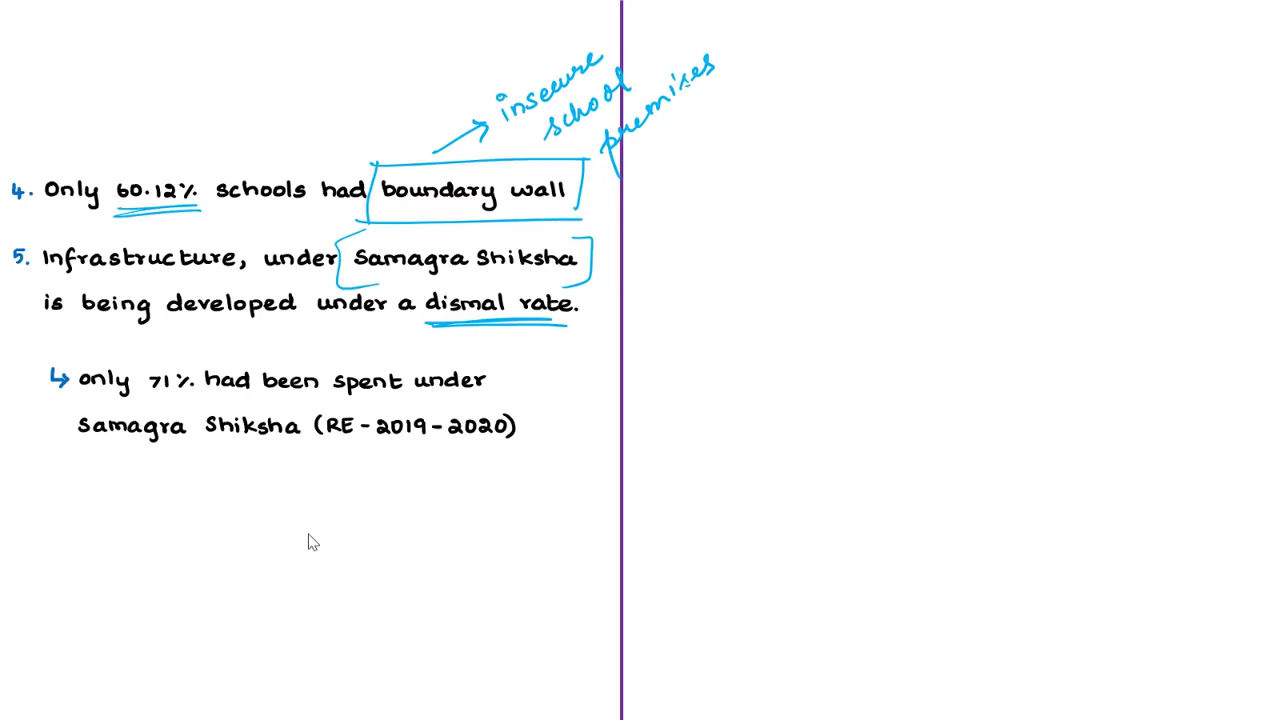 insecure
school
premises
4. Only 60.12% schools had boundary wall
5. Infrastructure, under Samagra Shiksha
is being developed under a dismal rate.
↳ only 71% had been spent under
Samagra Shiksha (RE - 2019 - 2020)